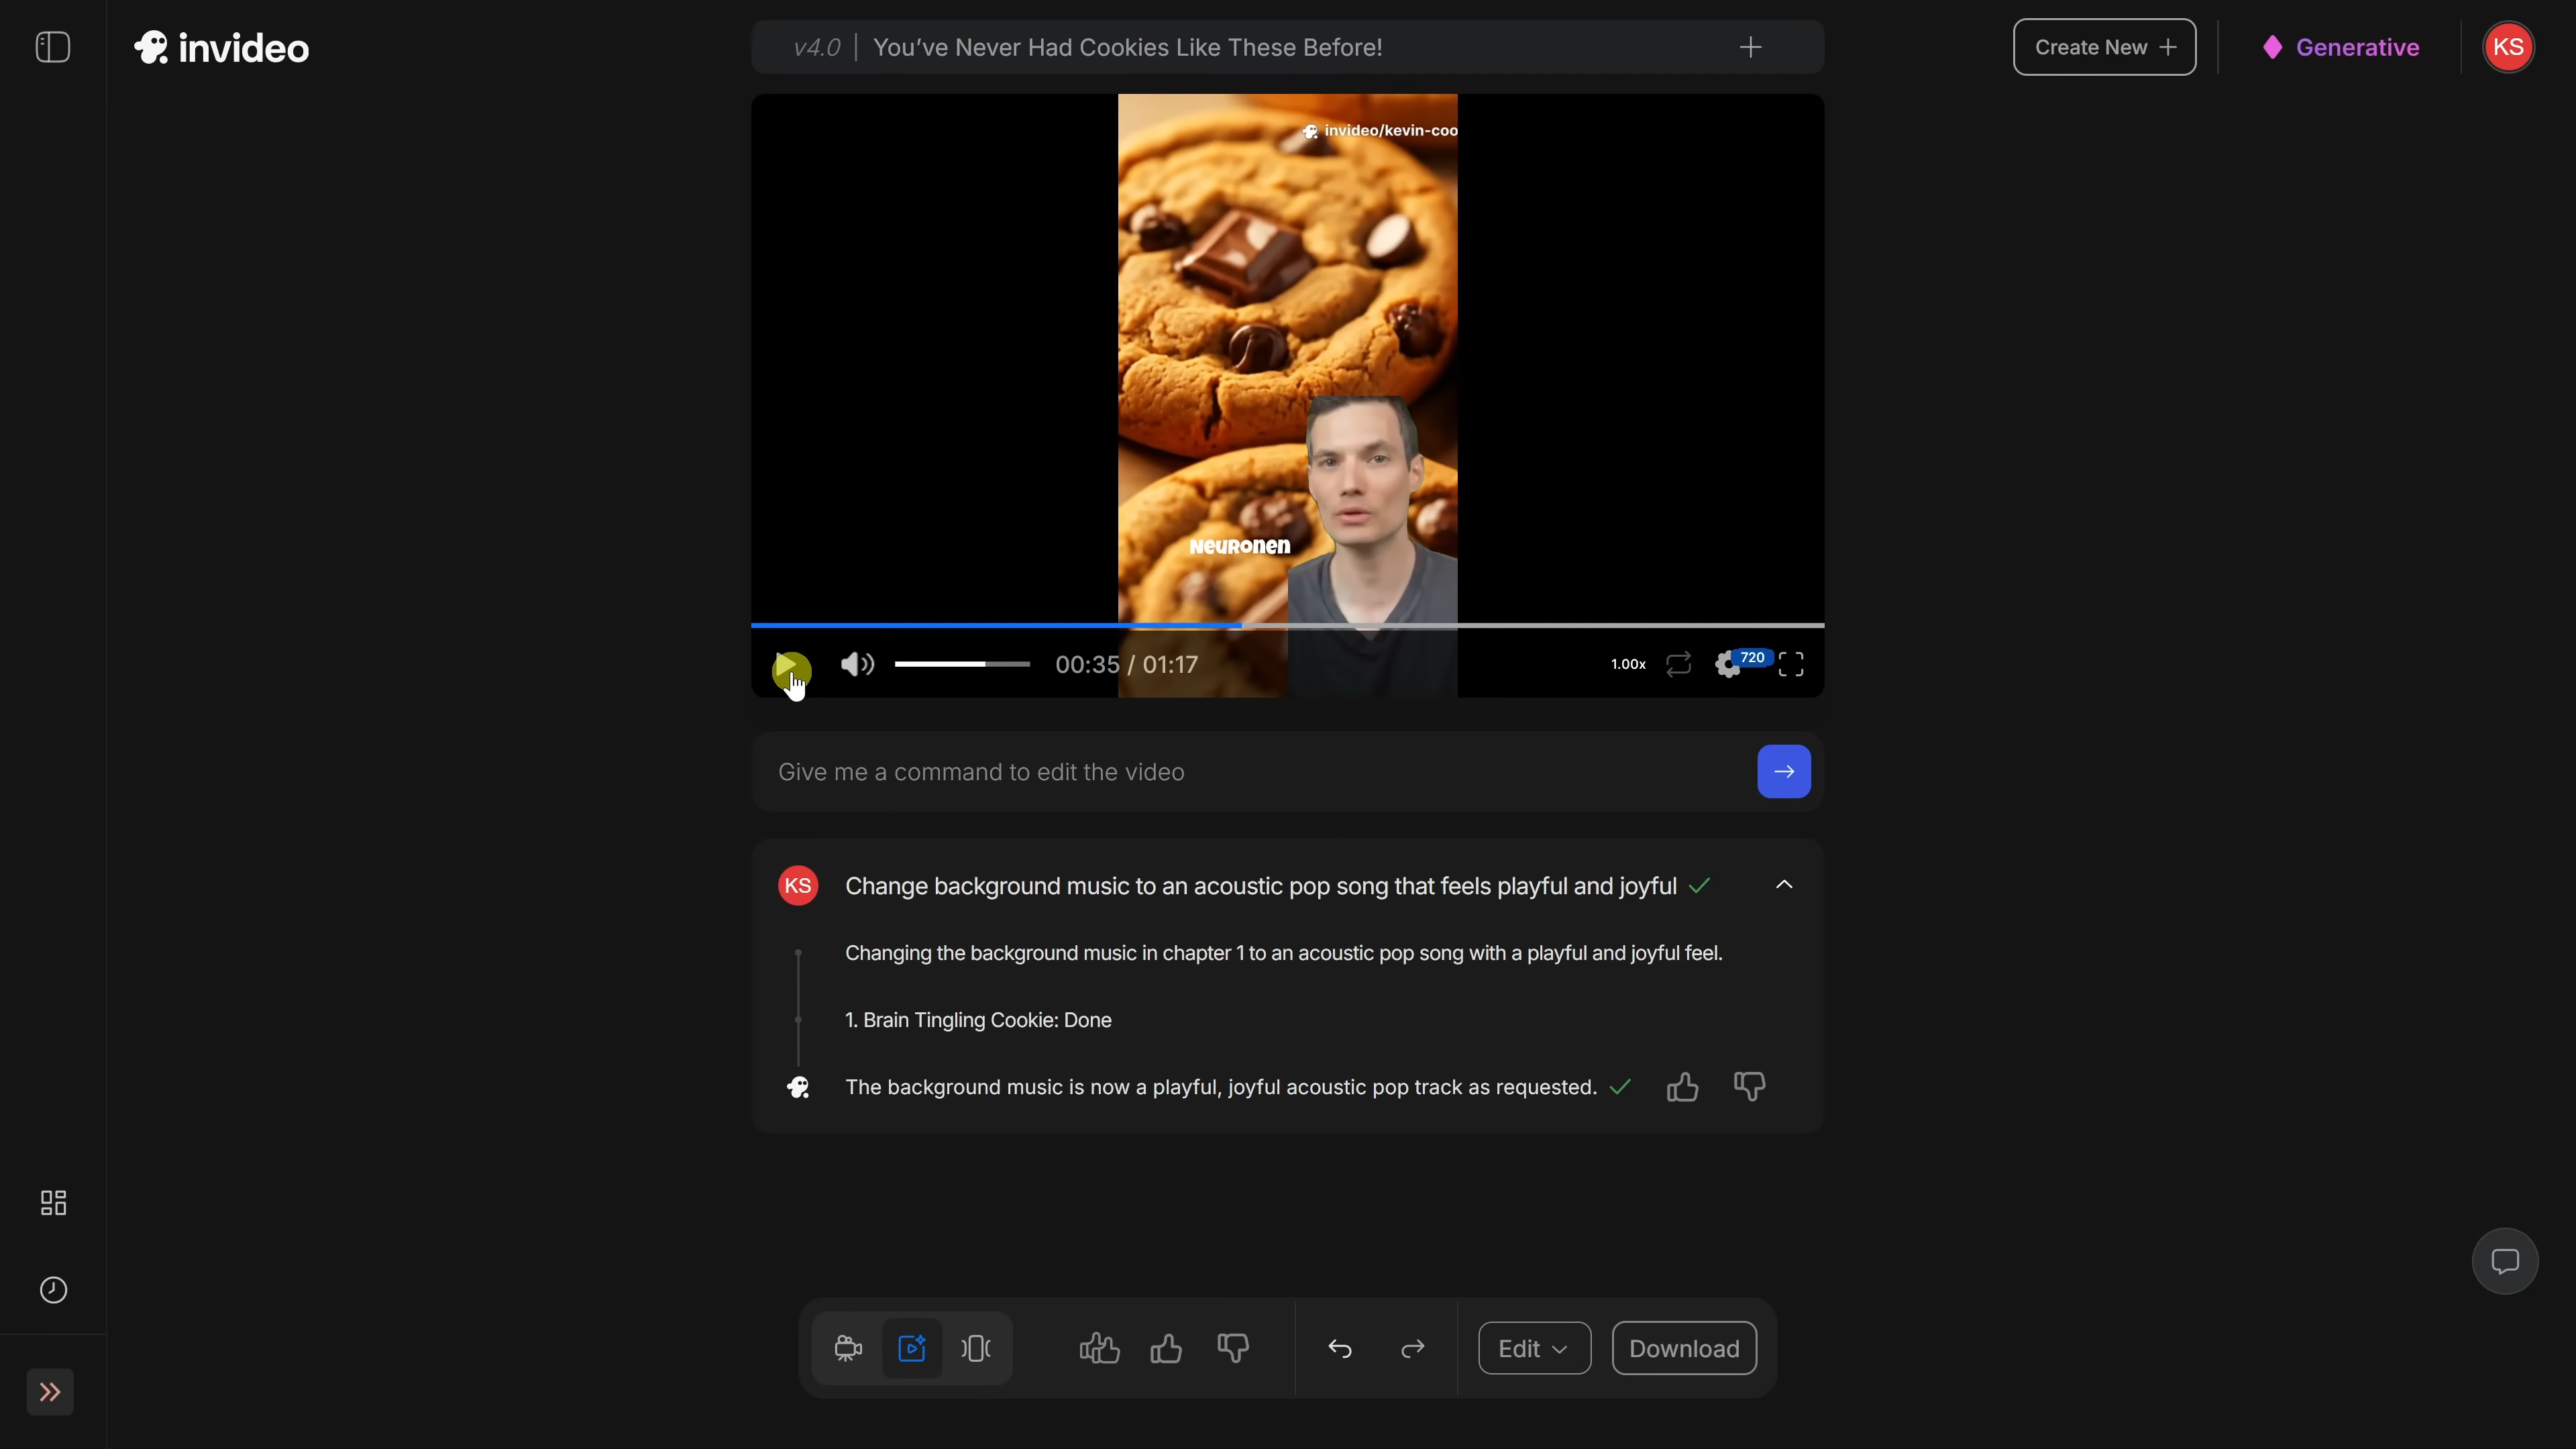 invideo
v4.0 | You’ve Never Had Cookies Like These Before!
Create New
Generative
KS
invideo/kevin-coo
Neuronen
00:35 / 01:17
1.00x
720
Give me a command to edit the video
KS
Change background music to an acoustic pop song that feels playful and joyful
Changing the background music in chapter 1 to an acoustic pop song with a playful and joyful feel.
1. Brain Tingling Cookie: Done
The background music is now a playful, joyful acoustic pop track as requested.
Edit
Download